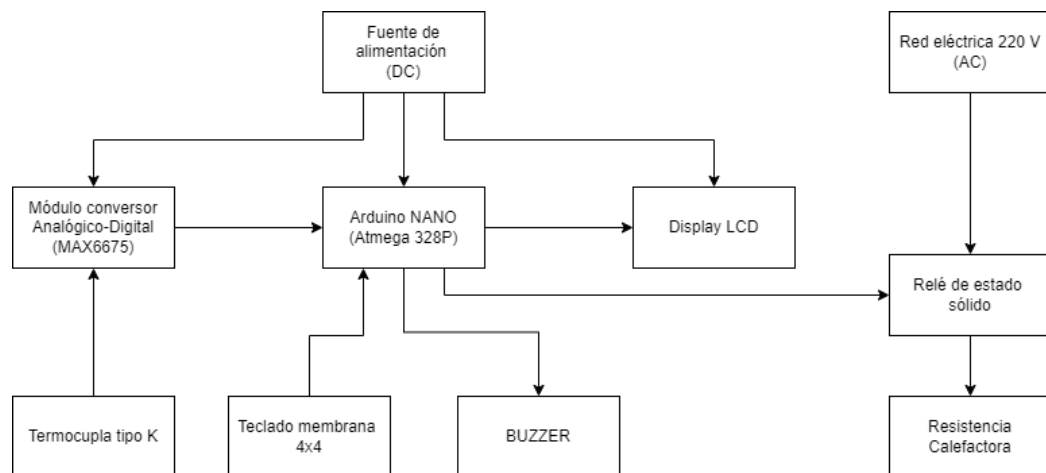 Fuente de
alimentación
(DC)
Red eléctrica 220 V
(AC)
Módulo conversor
Analógico-Digital
(MAX6675)
Arduino NANO
(Atmega 328P)
Display LCD
Relé de estado
sólido
Termocupla tipo K
Teclado membrana
4x4
BUZZER
Resistencia
Calefactora